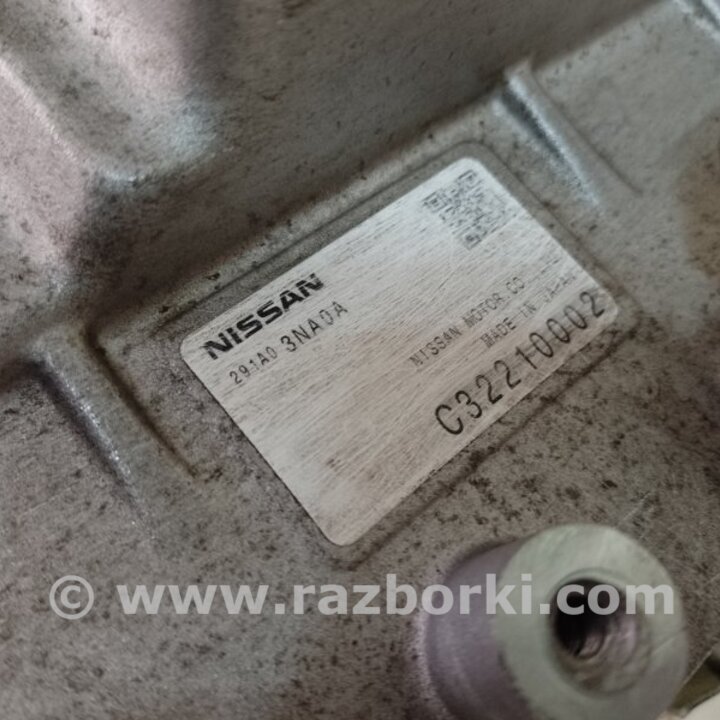 NISSAN
291A0 3NA0A
NISSAN MOTOR CO
MADE IN JAPAN
C32210002
© www.razborki.com